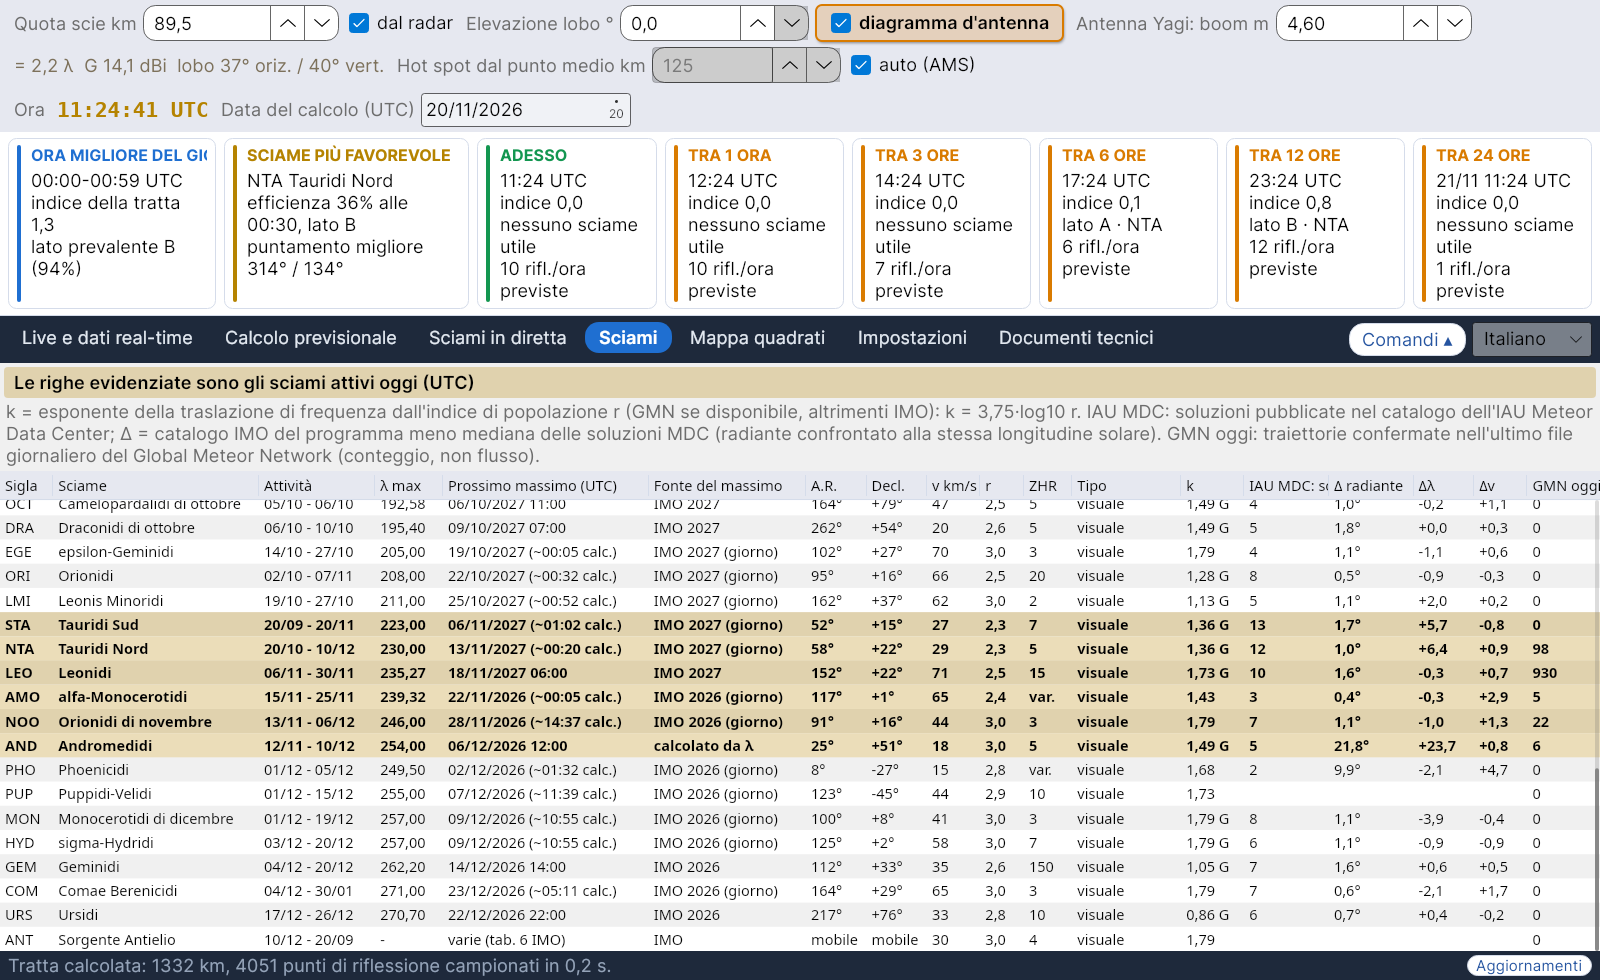 Quota scie km 89,5 dal radar Elevazione lobo ° 0,0 diagramma d'antenna Antenna Yagi: boom m 4,60
= 2,2 λ G 14,1 dBi lobo 37° oriz. / 40° vert. Hot spot dal punto medio km 125 auto (AMS)
Ora 11:24:41 UTC Data del calcolo (UTC) 20/11/2026 20
ORA MIGLIORE DEL GI
00:00-00:59 UTC
indice della tratta
1,3
lato prevalente B
(94%)
SCIAME PIÙ FAVOREVOLE
NTA Tauridi Nord
efficienza 36% alle
00:30, lato B
puntamento migliore
314° / 134°
ADESSO
11:24 UTC
indice 0,0
nessuno sciame
utile
10 rifl./ora
previste
TRA 1 ORA
12:24 UTC
indice 0,0
nessuno sciame
utile
10 rifl./ora
previste
TRA 3 ORE
14:24 UTC
indice 0,0
nessuno sciame
utile
7 rifl./ora
previste
TRA 6 ORE
17:24 UTC
indice 0,1
lato A · NTA
6 rifl./ora
previste
TRA 12 ORE
23:24 UTC
indice 0,8
lato B · NTA
12 rifl./ora
previste
TRA 24 ORE
21/11 11:24 UTC
indice 0,0
nessuno sciame
utile
1 rifl./ora
previste
Live e dati real-time Calcolo previsionale Sciami in diretta Sciami Mappa quadrati Impostazioni Documenti tecnici Comandi ▴ Italiano
Le righe evidenziate sono gli sciami attivi oggi (UTC)
k = esponente della traslazione di frequenza dall'indice di popolazione r (GMN se disponibile, altrimenti IMO): k = 3,75·log10 r. IAU MDC: soluzioni pubblicate nel catalogo dell'IAU Meteor
Data Center; Δ = catalogo IMO del programma meno mediana delle soluzioni MDC (radiante confrontato alla stessa longitudine solare). GMN oggi: traiettorie confermate nell'ultimo file
giornaliero del Global Meteor Network (conteggio, non flusso).
Sigla Sciame Attività λ max Prossimo massimo (UTC) Fonte del massimo A.R. Decl. v km/s r ZHR Tipo k IAU MDC: so Δ radiante Δλ Δv GMN oggi
OCT Camelopardalidi di ottobre 05/10 - 06/10 192,58 06/10/2027 11:00 IMO 2027 164° +79° 47 2,5 5 visuale 1,49 G 4 1,0° -0,2 +1,1 0
DRA Draconidi di ottobre 06/10 - 10/10 195,40 09/10/2027 07:00 IMO 2027 262° +54° 20 2,6 5 visuale 1,49 G 5 1,8° +0,0 +0,3 0
EGE epsilon-Geminidi 14/10 - 27/10 205,00 19/10/2027 (~00:05 calc.) IMO 2027 (giorno) 102° +27° 70 3,0 3 visuale 1,79 4 1,1° -1,1 +0,6 0
ORI Orionidi 02/10 - 07/11 208,00 22/10/2027 (~00:32 calc.) IMO 2027 (giorno) 95° +16° 66 2,5 20 visuale 1,28 G 8 0,5° -0,9 -0,3 0
LMI Leonis Minoridi 19/10 - 27/10 211,00 25/10/2027 (~00:52 calc.) IMO 2027 (giorno) 162° +37° 62 3,0 2 visuale 1,13 G 5 1,1° +2,0 +0,2 0
STA Tauridi Sud 20/09 - 20/11 223,00 06/11/2027 (~01:02 calc.) IMO 2027 (giorno) 52° +15° 27 2,3 7 visuale 1,36 G 13 1,7° +5,7 -0,8 0
NTA Tauridi Nord 20/10 - 10/12 230,00 13/11/2027 (~00:20 calc.) IMO 2027 (giorno) 58° +22° 29 2,3 5 visuale 1,36 G 12 1,0° +6,4 +0,9 98
LEO Leonidi 06/11 - 30/11 235,27 18/11/2027 06:00 IMO 2027 152° +22° 71 2,5 15 visuale 1,73 G 10 1,6° -0,3 +0,7 930
AMO alfa-Monocerotidi 15/11 - 25/11 239,32 22/11/2026 (~00:05 calc.) IMO 2026 (giorno) 117° +1° 65 2,4 var. visuale 1,43 3 0,4° -0,3 +2,9 5
NOO Orionidi di novembre 13/11 - 06/12 246,00 28/11/2026 (~14:37 calc.) IMO 2026 (giorno) 91° +16° 44 3,0 3 visuale 1,79 7 1,1° -1,0 +1,3 22
AND Andromedidi 12/11 - 10/12 254,00 06/12/2026 12:00 calcolato da λ 25° +51° 18 3,0 5 visuale 1,49 G 5 21,8° +23,7 +0,8 6
PHO Phoenicidi 01/12 - 05/12 249,50 02/12/2026 (~01:32 calc.) IMO 2026 (giorno) 8° -27° 15 2,8 var. visuale 1,68 2 9,9° -2,1 +4,7 0
PUP Puppidi-Velidi 01/12 - 15/12 255,00 07/12/2026 (~11:39 calc.) IMO 2026 (giorno) 123° -45° 44 2,9 10 visuale 1,73 0
MON Monocerotidi di dicembre 01/12 - 19/12 257,00 09/12/2026 (~10:55 calc.) IMO 2026 (giorno) 100° +8° 41 3,0 3 visuale 1,79 G 8 1,1° -3,9 -0,4 0
HYD sigma-Hydridi 03/12 - 20/12 257,00 09/12/2026 (~10:55 calc.) IMO 2026 (giorno) 125° +2° 58 3,0 7 visuale 1,79 G 6 1,1° -0,9 -0,9 0
GEM Geminidi 04/12 - 20/12 262,20 14/12/2026 14:00 IMO 2026 112° +33° 35 2,6 150 visuale 1,05 G 7 1,6° +0,6 +0,5 0
COM Comae Berenicidi 04/12 - 30/01 271,00 23/12/2026 (~05:11 calc.) IMO 2026 (giorno) 164° +29° 65 3,0 3 visuale 1,79 7 0,6° -2,1 +1,7 0
URS Ursidi 17/12 - 26/12 270,70 22/12/2026 22:00 IMO 2026 217° +76° 33 2,8 10 visuale 0,86 G 6 0,7° +0,4 -0,2 0
ANT Sorgente Antielio 10/12 - 20/09 - varie (tab. 6 IMO) IMO mobile mobile 30 3,0 4 visuale 1,79 0
Tratta calcolata: 1332 km, 4051 punti di riflessione campionati in 0,2 s. Aggiornamenti